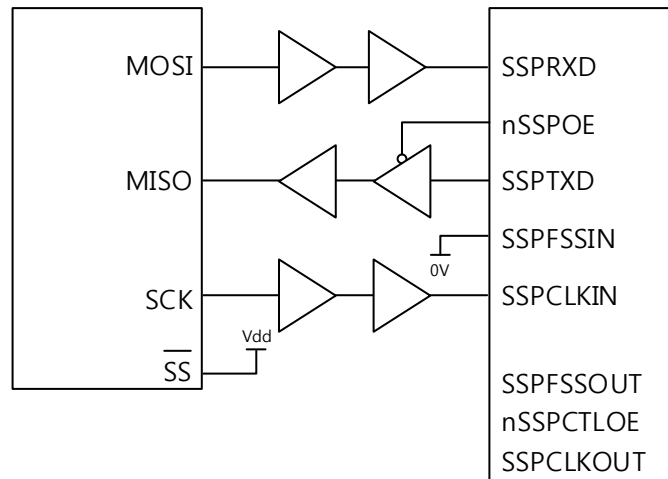 MOSI
SSPRXD
nSSPOE
MISO
SSPTXD
SSPFSSIN
0V
SCK
SSPCLKIN
Vdd
SS
SSPFSSOUT
nSSPCTLOE
SSPCLKOUT